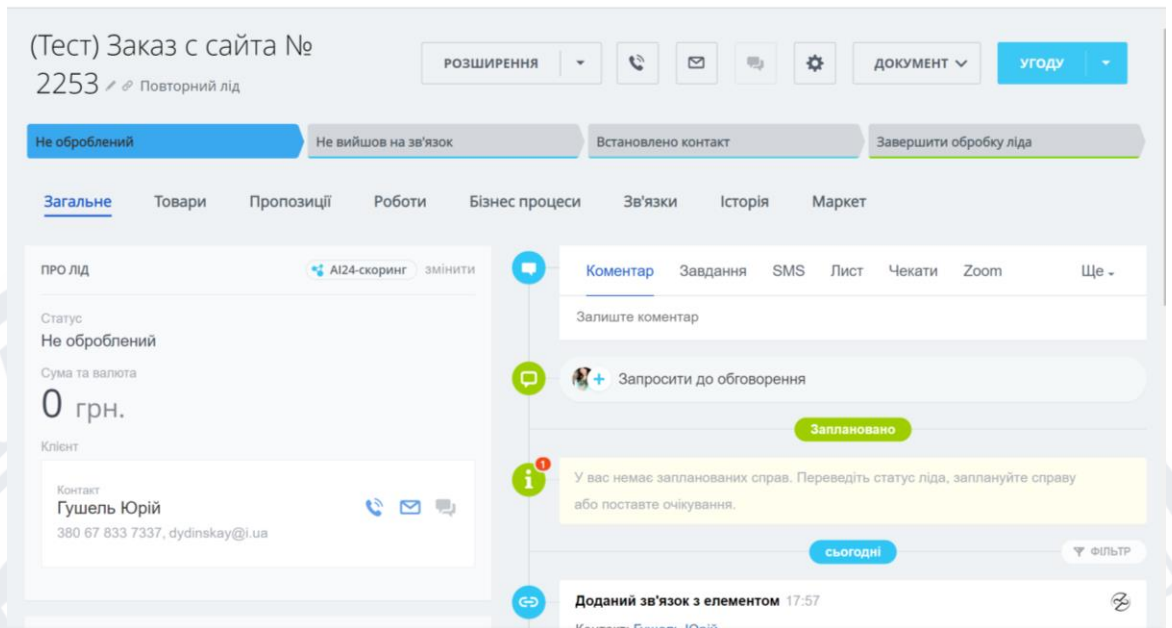 (Тест) Заказ с сайта №
2253 Повторний лід
РОЗШИРЕННЯ
ДОКУМЕНТ
УГОДУ
Не оброблений
Не вийшов на зв'язок
Встановлено контакт
Завершити обробку ліда
Загальне Товари Пропозиції Роботи Бізнес процеси Зв'язки Історія Маркет
ПРО ЛІД
AI24-скоринг змінити
Статус
Не оброблений
Сума та валюта
0 грн.
Клієнт
Контакт
Гушель Юрій
380 67 833 7337, dydinskay@i.ua
Коментар Завдання SMS Лист Чекати Zoom Ще
Залиште коментар
Запросити до обговорення
Заплановано
1
У вас немає запланованих справ. Переведіть статус ліда, заплануйте справу
або поставте очікування.
сьогодні
ФІЛЬТР
Доданий зв'язок з елементом 17:57
Контакт: Гушель Юрій